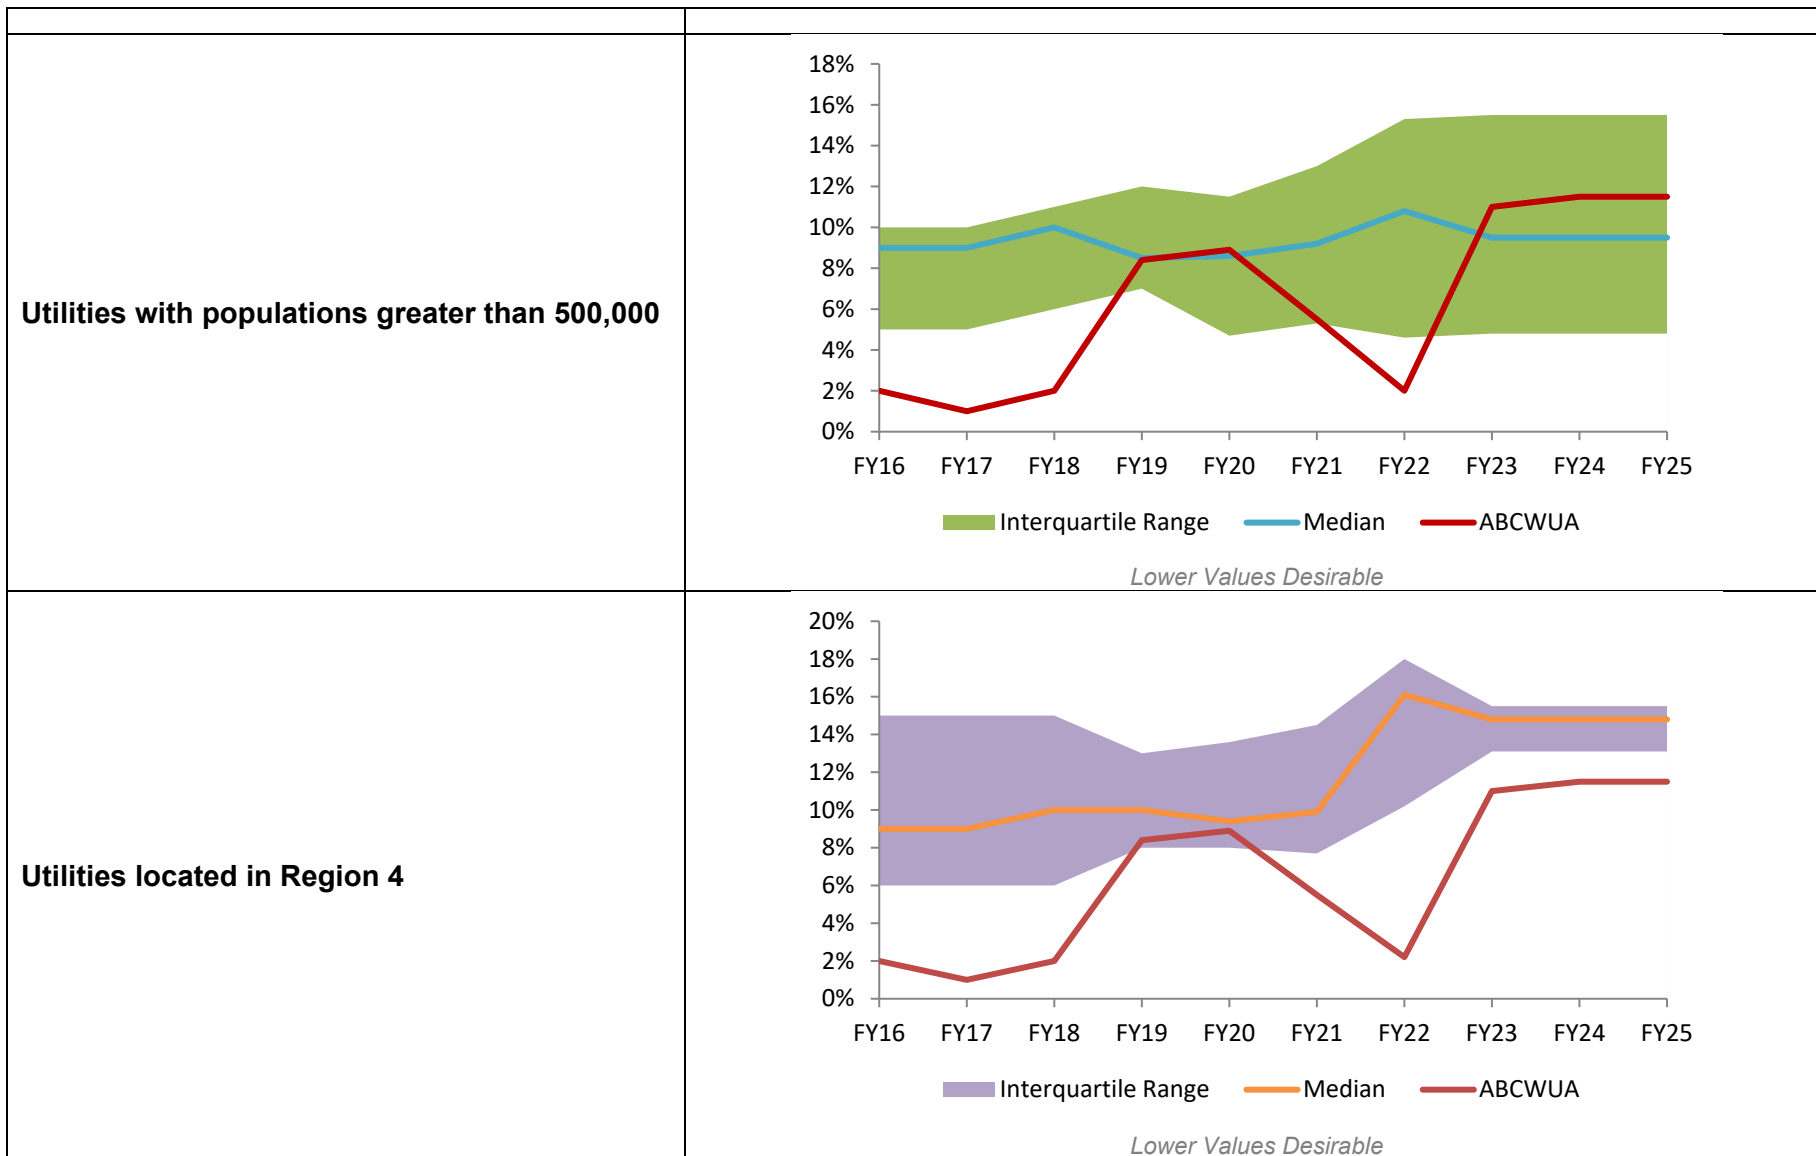 18%
16%
14%
12%
10%
8%
6%
4%
2%
0%
FY16 FY17 FY18 FY19 FY20 FY21 FY22 FY23 FY24 FY25
Utilities with populations greater than 500,000
Interquartile Range Median ABCWUA
Lower Values Desirable
20%
18%
16%
14%
12%
10%
8%
6%
4%
2%
0%
FY16 FY17 FY18 FY19 FY20 FY21 FY22 FY23 FY24 FY25
Utilities located in Region 4
Interquartile Range Median ABCWUA
Lower Values Desirable